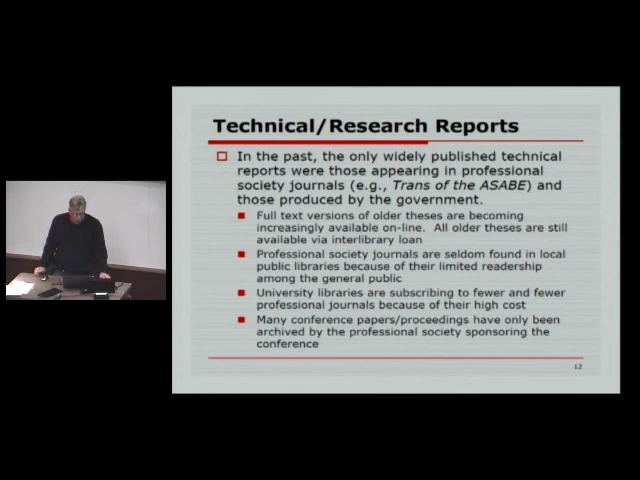 Technical/Research Reports
In the past, the only widely published technical
reports were those appearing in professional
society journals (e.g., Trans of the ASABE) and
those produced by the government.
Full text versions of older theses are becoming
increasingly available on-line. All older theses are still
available via interlibrary loan
Professional society journals are seldom found in local
public libraries because of their limited readership
among the general public
University libraries are subscribing to fewer and fewer
professional journals because of their high cost
Many conference papers/proceedings have only been
archived by the professional society sponsoring the
conference
12